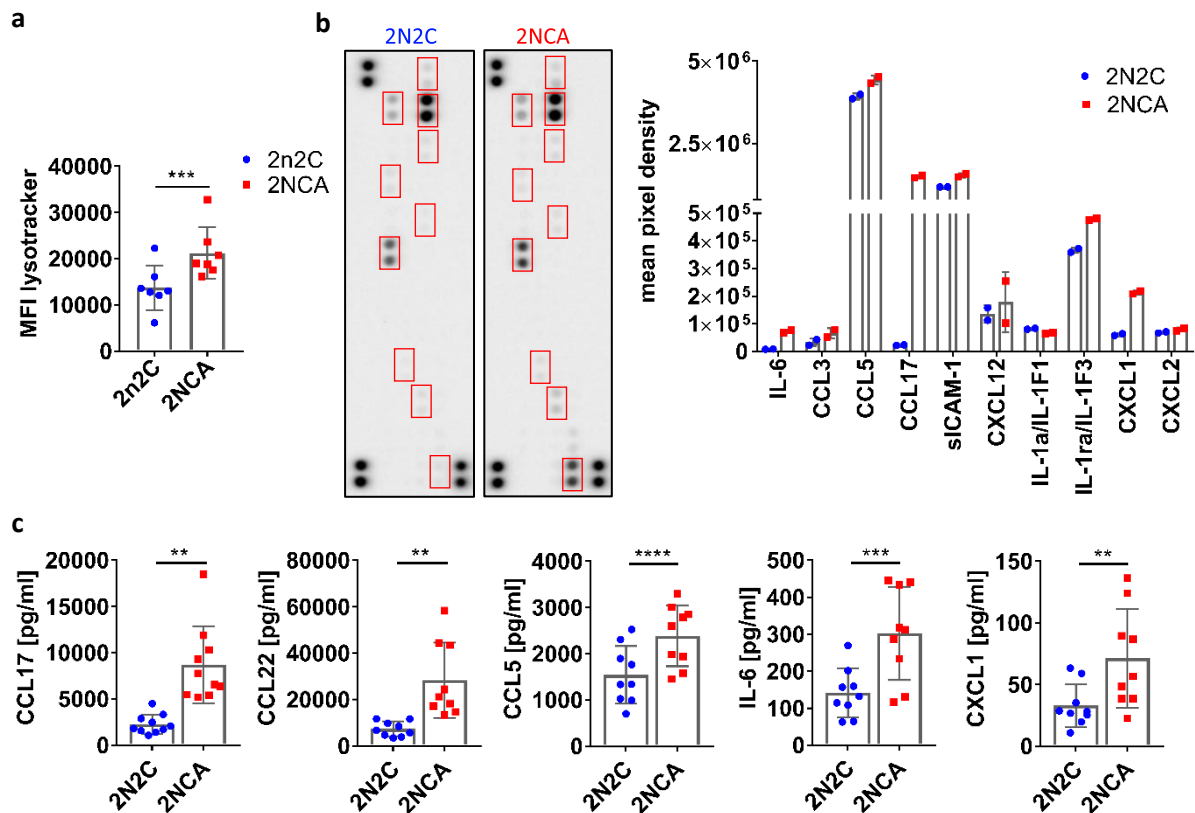 a
b
2N2C
2NCA
MFI lysotracker
40000
30000
20000
10000
0
***
2n2C
2NCA
2n2C
2NCA
mean pixel density
5×10⁶
2.5×10⁶
5×10⁵
4×10⁵
3×10⁵
2×10⁵
1×10⁵
0
2N2C
2NCA
IL-6
CCL3
CCL5
CCL17
sICAM-1
CXCL12
IL-1a/IL-1F1
IL-1ra/IL-1F3
CXCL1
CXCL2
c
CCL17 [pg/ml]
20000
15000
10000
5000
0
**
2N2C
2NCA
CCL22 [pg/ml]
80000
60000
40000
20000
0
**
2N2C
2NCA
CCL5 [pg/ml]
4000
3000
2000
1000
0
****
2N2C
2NCA
IL-6 [pg/ml]
500
400
300
200
100
0
***
2N2C
2NCA
CXCL1 [pg/ml]
150
100
50
0
**
2N2C
2NCA